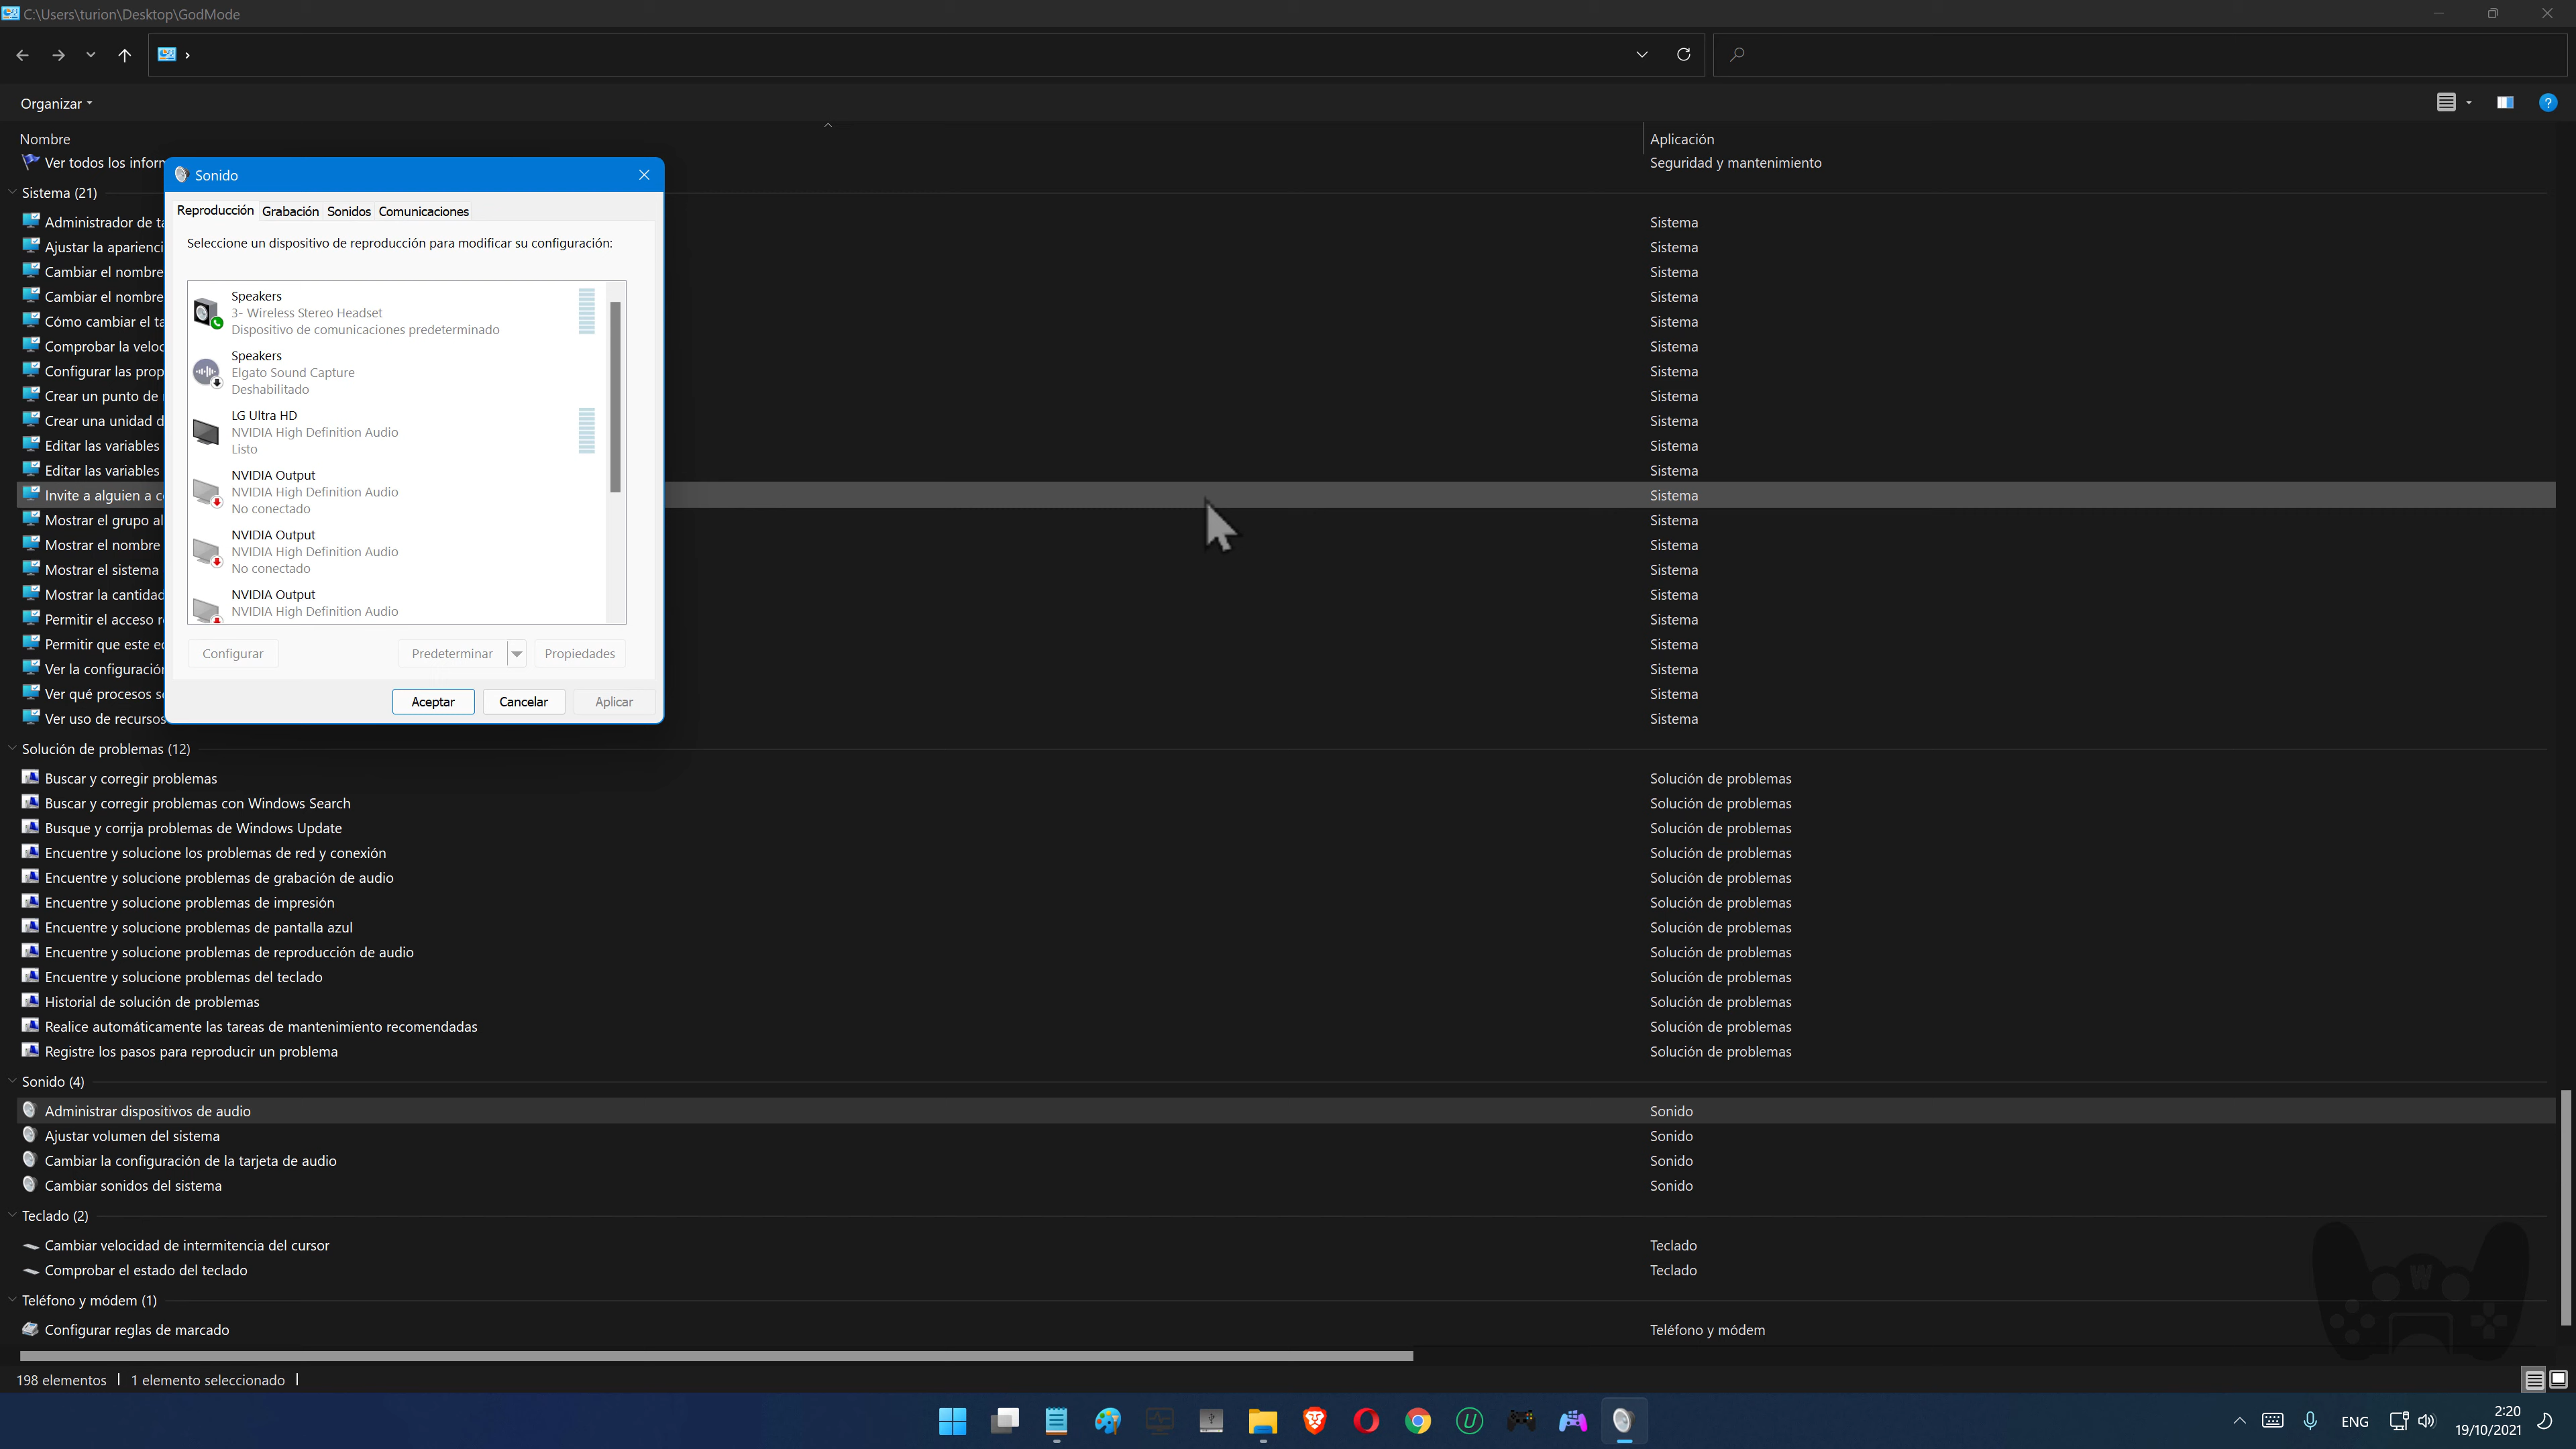 C:\Users\turion\Desktop\GodMode
Organizar
Nombre
Aplicación
Ver todos los inform
Seguridad y mantenimiento
Sistema (21)
Administrador de ta
Sistema
Ajustar la aparienci
Sistema
Cambiar el nombre
Sistema
Cambiar el nombre
Sistema
Cómo cambiar el ta
Sistema
Comprobar la veloc
Sistema
Configurar las prop
Sistema
Crear un punto de
Sistema
Crear una unidad d
Sistema
Editar las variables
Sistema
Editar las variables
Sistema
Invite a alguien a c
Sistema
Mostrar el grupo al
Sistema
Mostrar el nombre
Sistema
Mostrar el sistema
Sistema
Mostrar la cantidad
Sistema
Permitir el acceso r
Sistema
Permitir que este e
Sistema
Ver la configuración
Sistema
Ver qué procesos s
Sistema
Ver uso de recursos
Sistema
Sonido
Reproducción Grabación Sonidos Comunicaciones
Seleccione un dispositivo de reproducción para modificar su configuración:
Speakers
3- Wireless Stereo Headset
Dispositivo de comunicaciones predeterminado
Speakers
Elgato Sound Capture
Deshabilitado
LG Ultra HD
NVIDIA High Definition Audio
Listo
NVIDIA Output
NVIDIA High Definition Audio
No conectado
NVIDIA Output
NVIDIA High Definition Audio
No conectado
NVIDIA Output
NVIDIA High Definition Audio
Configurar Predeterminar Propiedades
Aceptar Cancelar Aplicar
Solución de problemas (12)
Buscar y corregir problemas
Solución de problemas
Buscar y corregir problemas con Windows Search
Solución de problemas
Busque y corrija problemas de Windows Update
Solución de problemas
Encuentre y solucione los problemas de red y conexión
Solución de problemas
Encuentre y solucione problemas de grabación de audio
Solución de problemas
Encuentre y solucione problemas de impresión
Solución de problemas
Encuentre y solucione problemas de pantalla azul
Solución de problemas
Encuentre y solucione problemas de reproducción de audio
Solución de problemas
Encuentre y solucione problemas del teclado
Solución de problemas
Historial de solución de problemas
Solución de problemas
Realice automáticamente las tareas de mantenimiento recomendadas
Solución de problemas
Registre los pasos para reproducir un problema
Solución de problemas
Sonido (4)
Administrar dispositivos de audio
Sonido
Ajustar volumen del sistema
Sonido
Cambiar la configuración de la tarjeta de audio
Sonido
Cambiar sonidos del sistema
Sonido
Teclado (2)
Cambiar velocidad de intermitencia del cursor
Teclado
Comprobar el estado del teclado
Teclado
Teléfono y módem (1)
Configurar reglas de marcado
Teléfono y módem
198 elementos
1 elemento seleccionado
ENG
2:20
19/10/2021